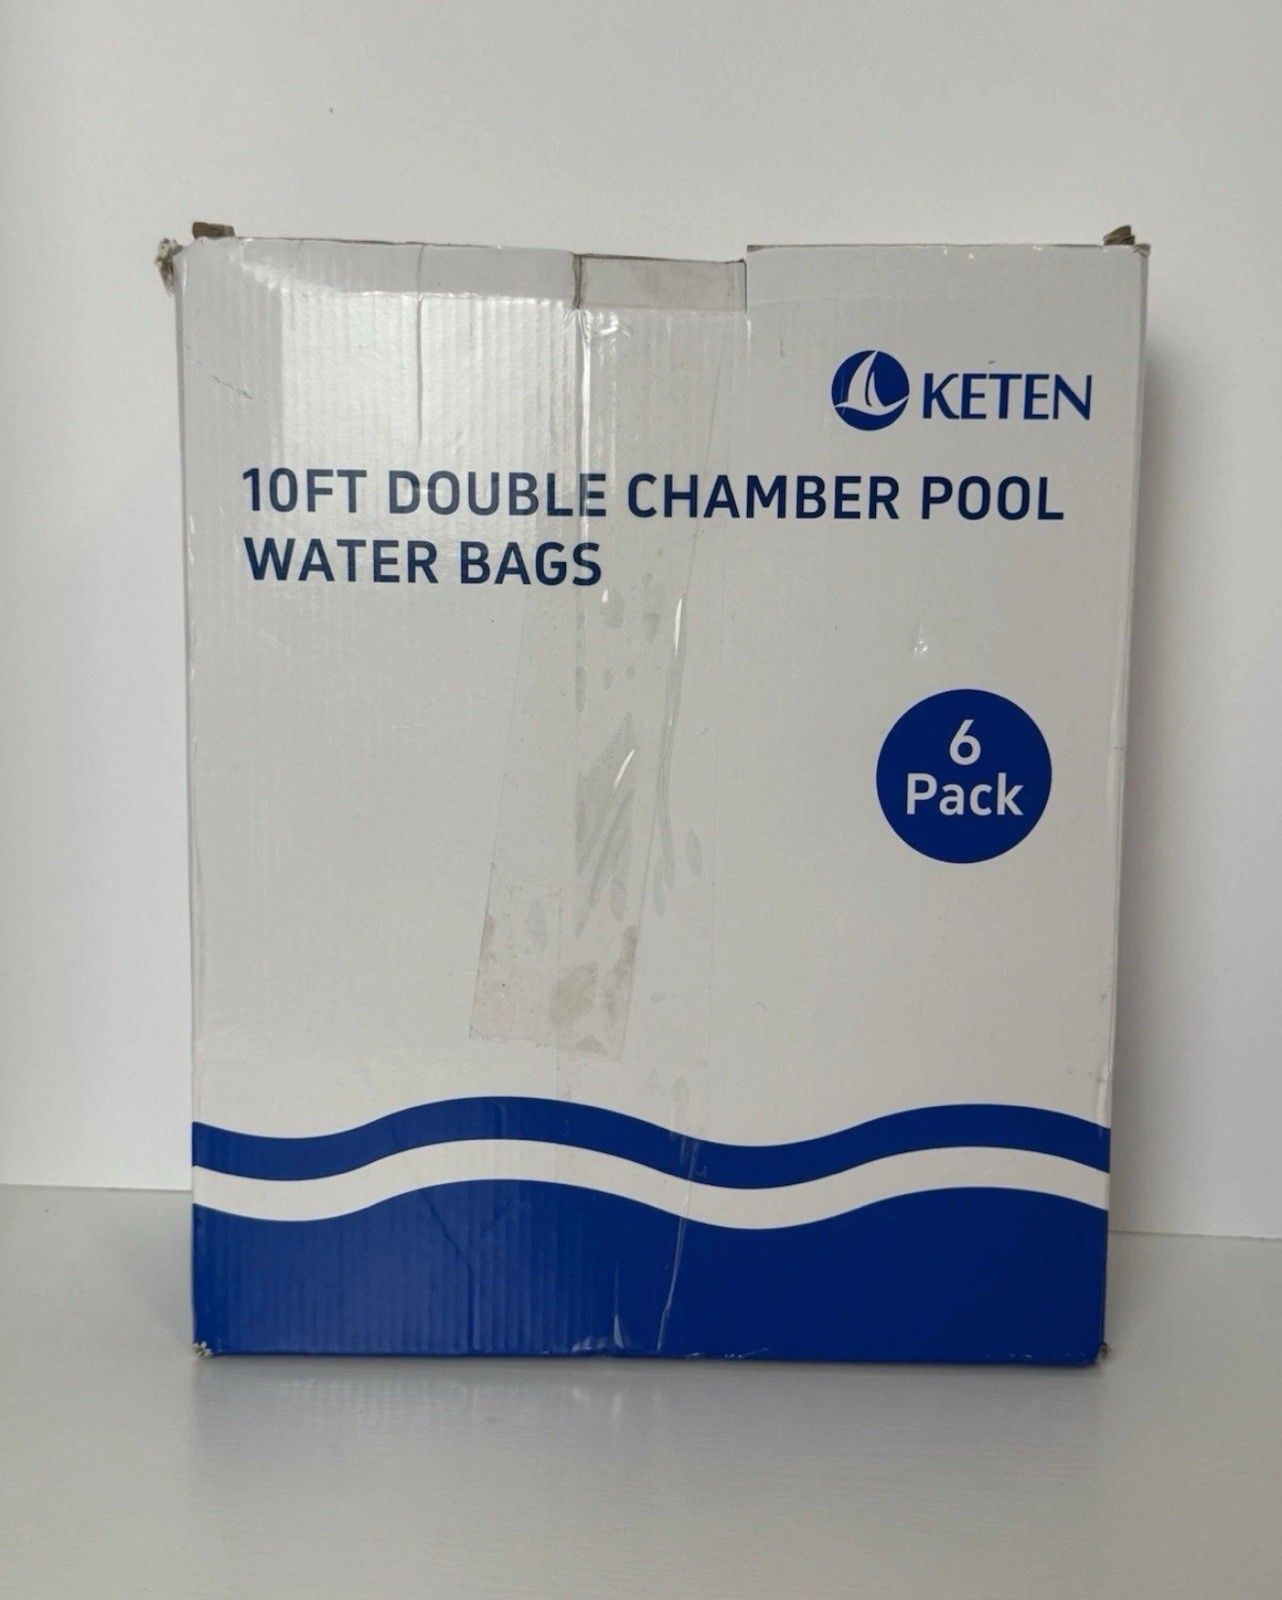 KETEN
10FT DOUBLE CHAMBER POOL
WATER BAGS
6
Pack